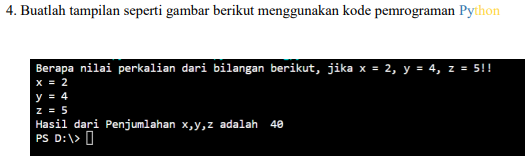 4. Buatlah tampilan seperti gambar berikut menggunakan kode pemrograman Python
Berapa nilai perkalian dari bilangan berikut, jika x = 2, y = 4, z = 5!!
x = 2
y = 4
z = 5
Hasil dari Penjumlahan x,y,z adalah  40
PS D:\>